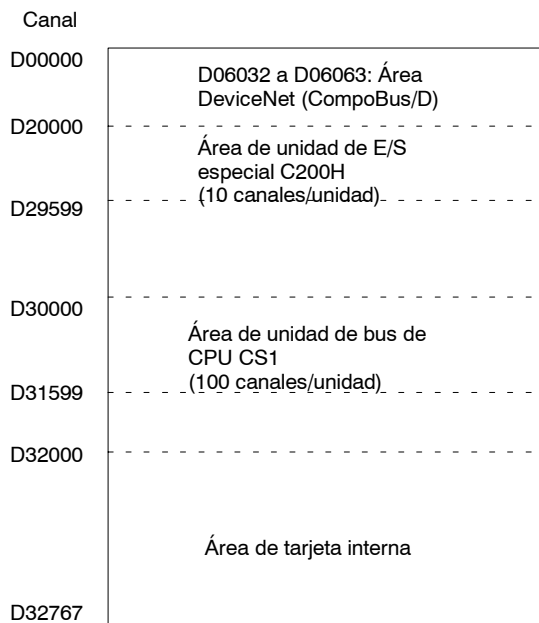 Canal
D00000
D06032 a D06063: Área
DeviceNet (CompoBus/D)
D20000
Área de unidad de E/S
especial C200H
(10 canales/unidad)
D29599
D30000
Área de unidad de bus de
CPU CS1
(100 canales/unidad)
D31599
D32000
Área de tarjeta interna
D32767